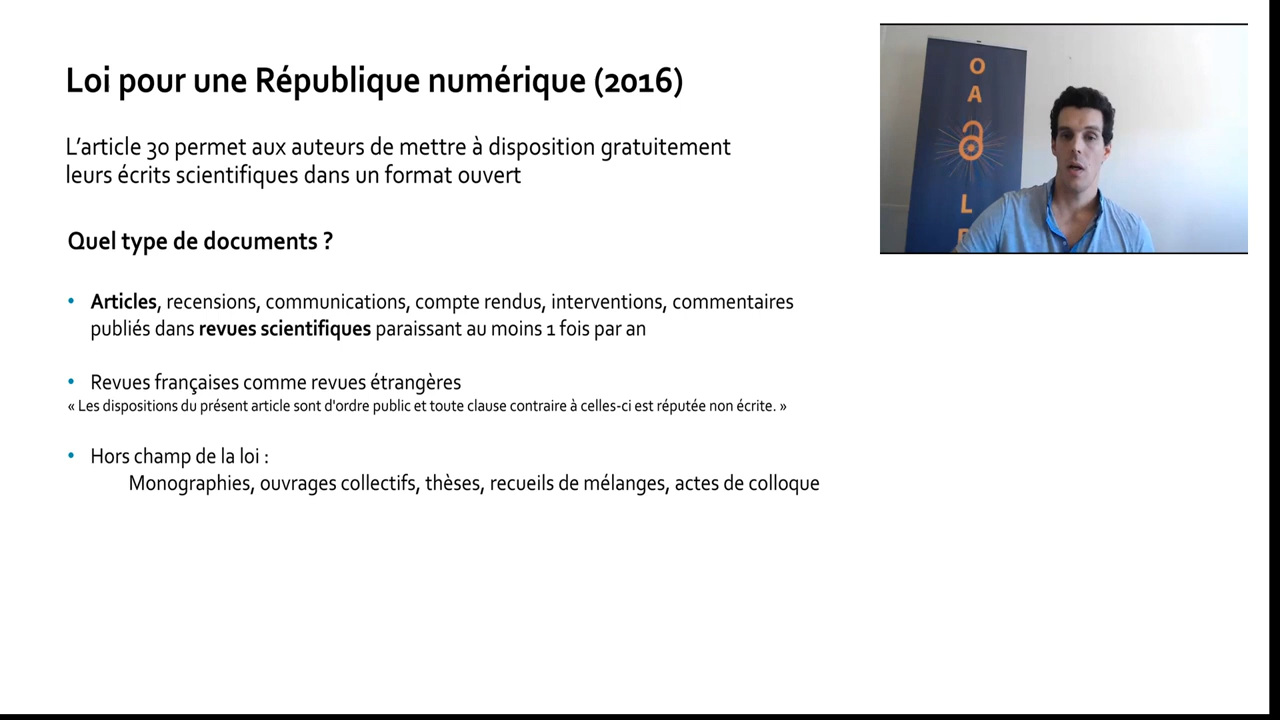 Loi pour une République numérique (2016)
L'article 30 permet aux auteurs de mettre à disposition gratuitement
leurs écrits scientifiques dans un format ouvert
Quel type de documents ?
• Articles, recensions, communications, compte rendus, interventions, commentaires
publiés dans revues scientifiques paraissant au moins 1 fois par an
• Revues françaises comme revues étrangères
« Les dispositions du présent article sont d'ordre public et toute clause contraire à celles-ci est réputée non écrite. »
• Hors champ de la loi :
Monographies, ouvrages collectifs, thèses, recueils de mélanges, actes de colloque
O
A
L